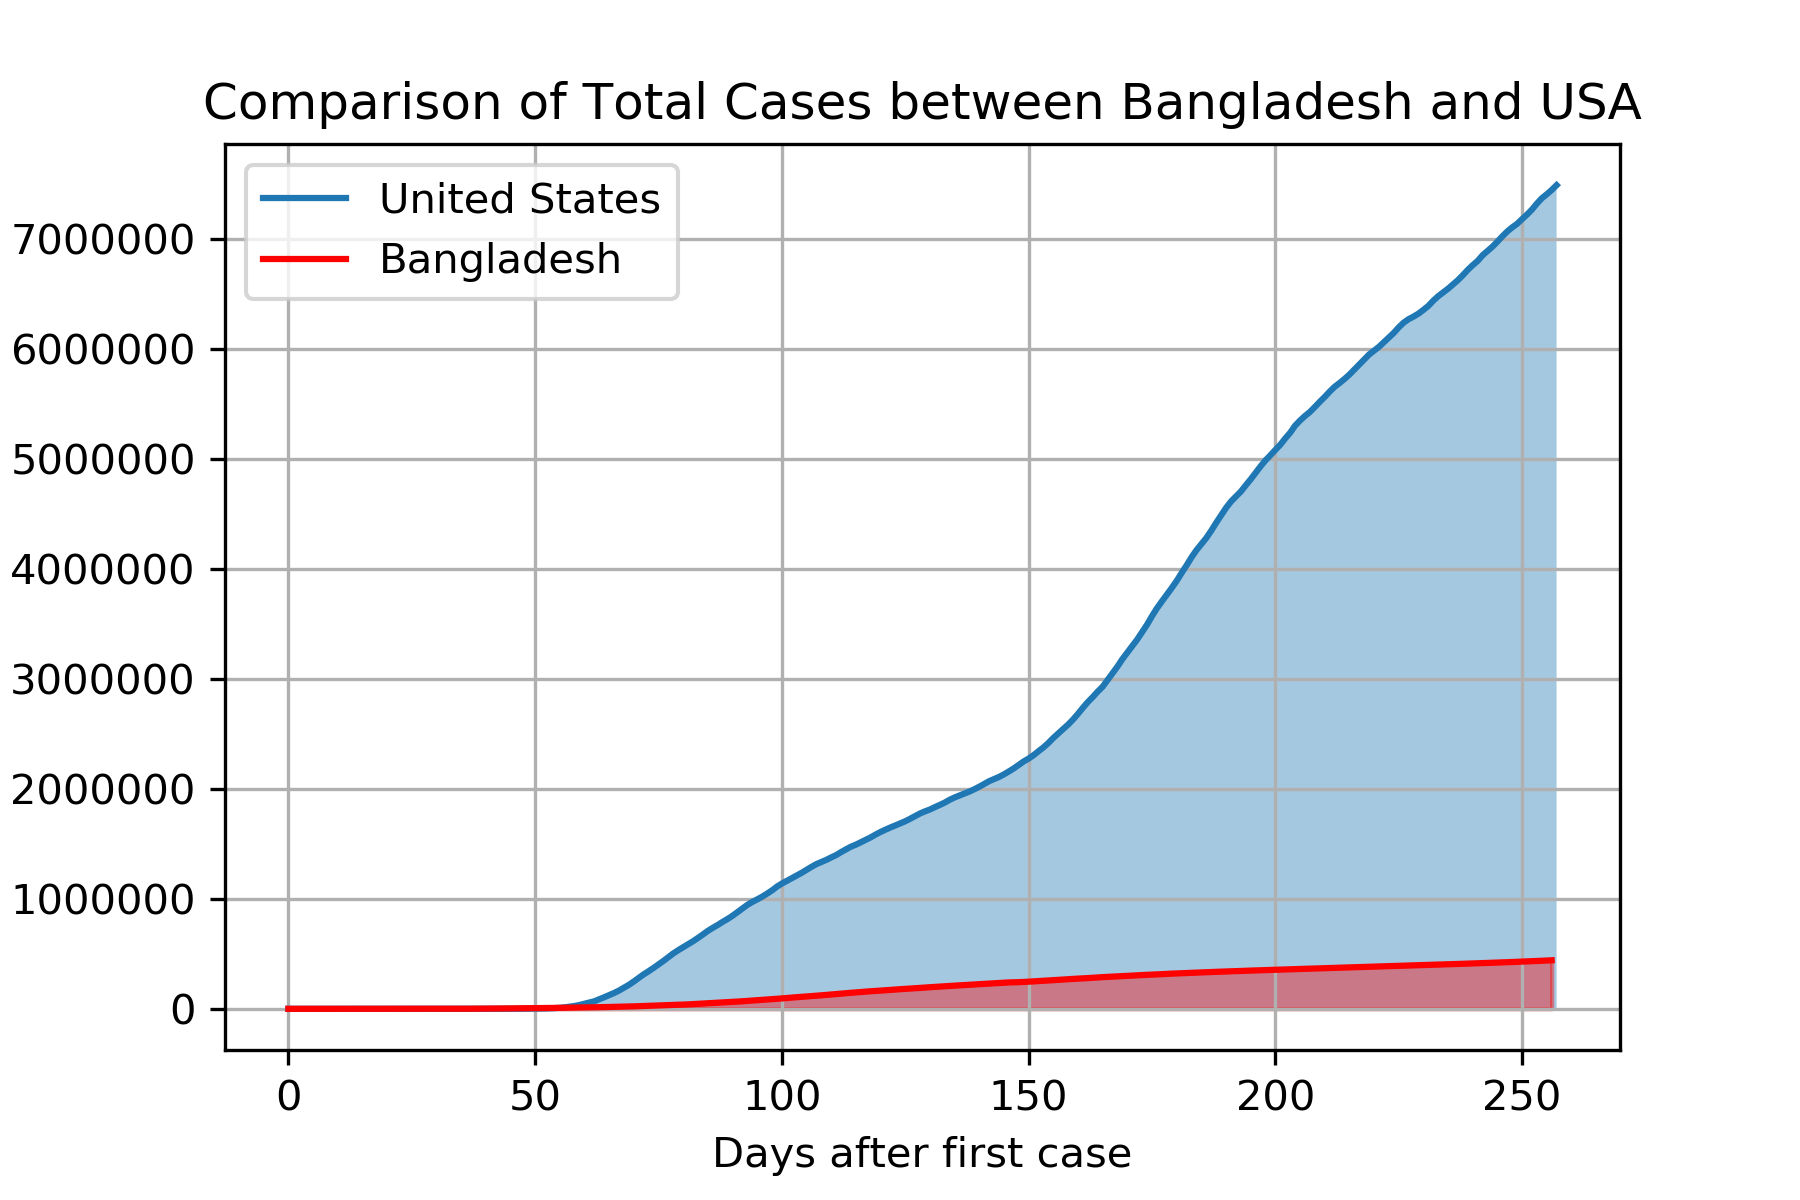 Comparison of Total Cases between Bangladesh and USA
United States
Bangladesh
7000000
6000000
5000000
4000000
3000000
2000000
1000000
0
0 50 100 150 200 250
Days after first case